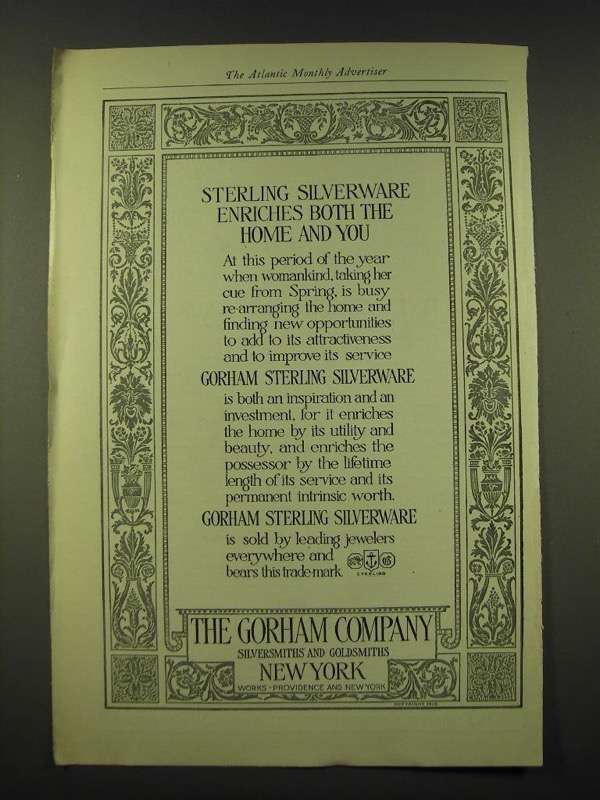 The Atlantic Monthly Advertiser
STERLING SILVERWARE
ENRICHES BOTH THE
HOME AND YOU
At this period of the year
when womankind, taking her
cue from Spring, is busy
re-arranging the home and
finding new opportunities
to add to its attractiveness
and to improve its service
GORHAM STERLING SILVERWARE
is both an inspiration and an
investment, for it enriches
the home by its utility and
beauty, and enriches the
possessor by the lifetime
length of its service and its
permanent intrinsic worth.
GORHAM STERLING SILVERWARE
is sold by leading jewelers
everywhere and
bears this trade-mark
STERLING
THE GORHAM COMPANY
SILVERSMITHS AND GOLDSMITHS
NEW YORK
WORKS - PROVIDENCE AND NEW YORK
COPYRIGHT